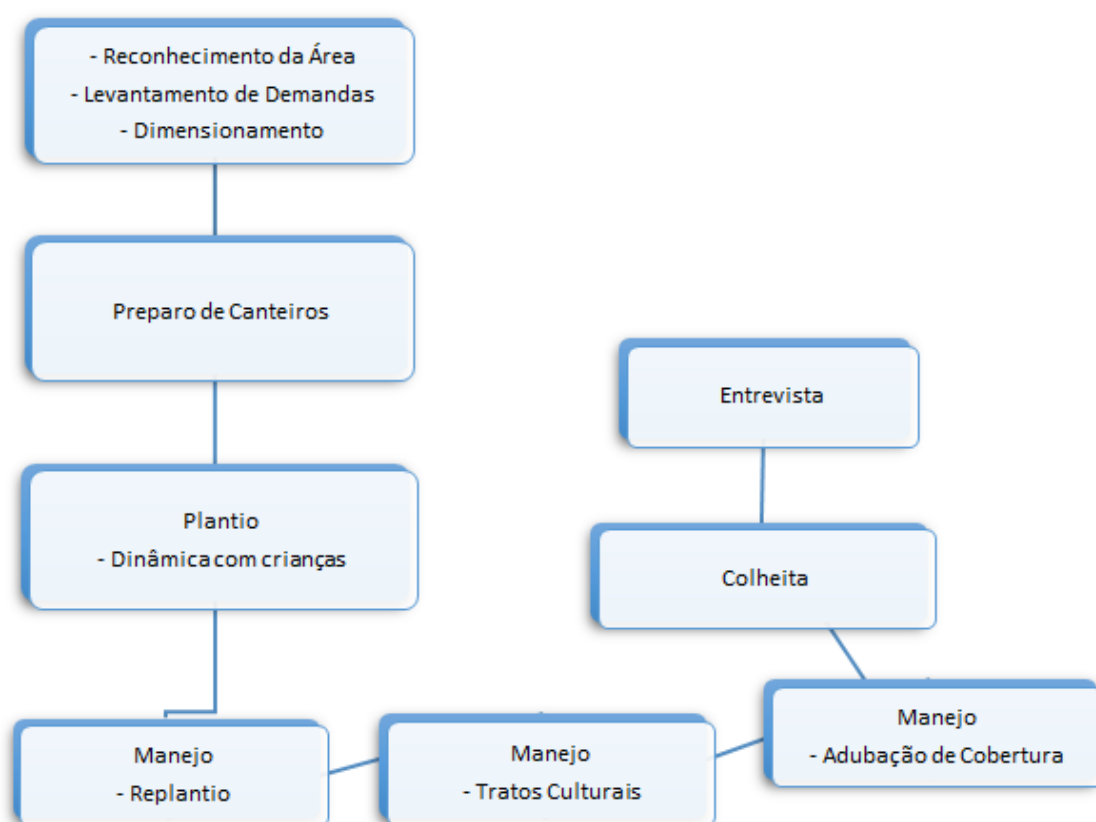 - Reconhecimento da Área
- Levantamento de Demandas
- Dimensionamento
Preparo de Canteiros
Plantio
- Dinâmica com crianças
Manejo
- Replantio
Manejo
- Tratos Culturais
Manejo
- Adubação de Cobertura
Colheita
Entrevista